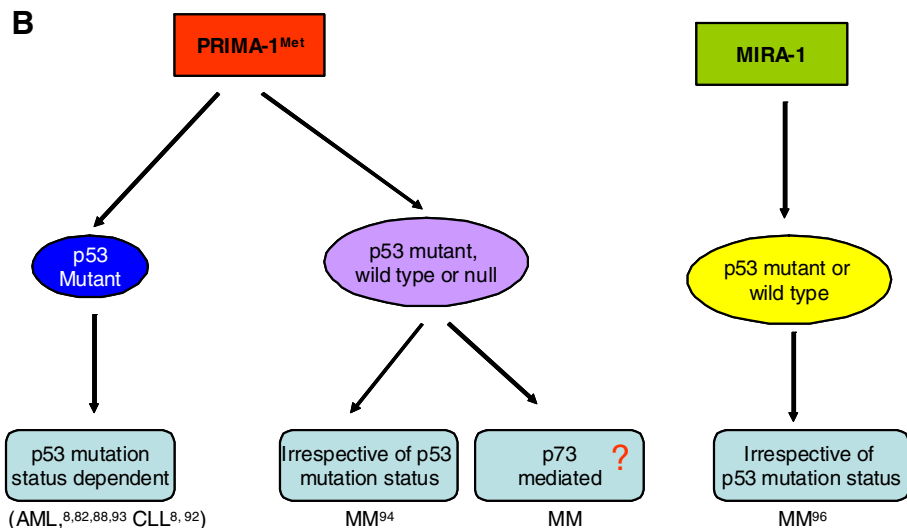 B
PRIMA-1Met
MIRA-1
p53
Mutant
p53 mutant,
wild type or null
p53 mutant or
wild type
p53 mutation
status dependent
Irrespective of p53
mutation status
p73
mediated
?
Irrespective of
p53 mutation status
(AML,8,82,88,93 CLL8, 92)
MM94
MM
MM96